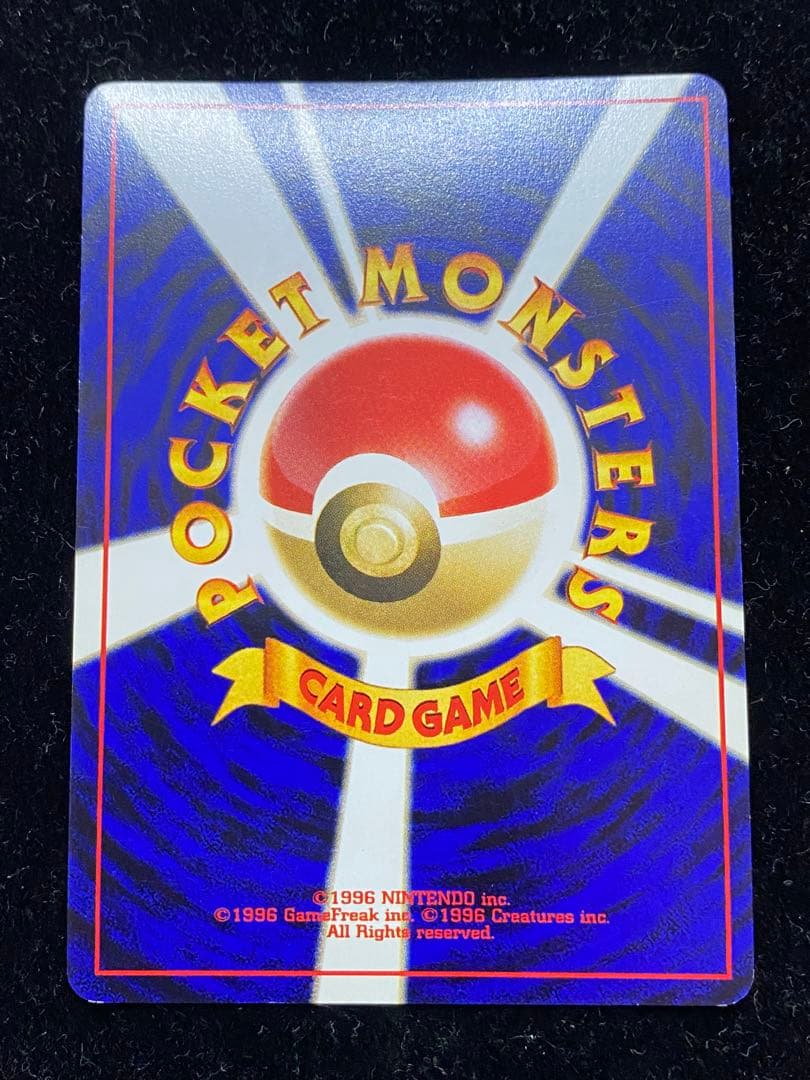 POCKET MONSTERS
CARD GAME
©1996 NINTENDO inc.
©1996 GameFreak inc. ©1996 Creatures inc.
All Rights reserved.